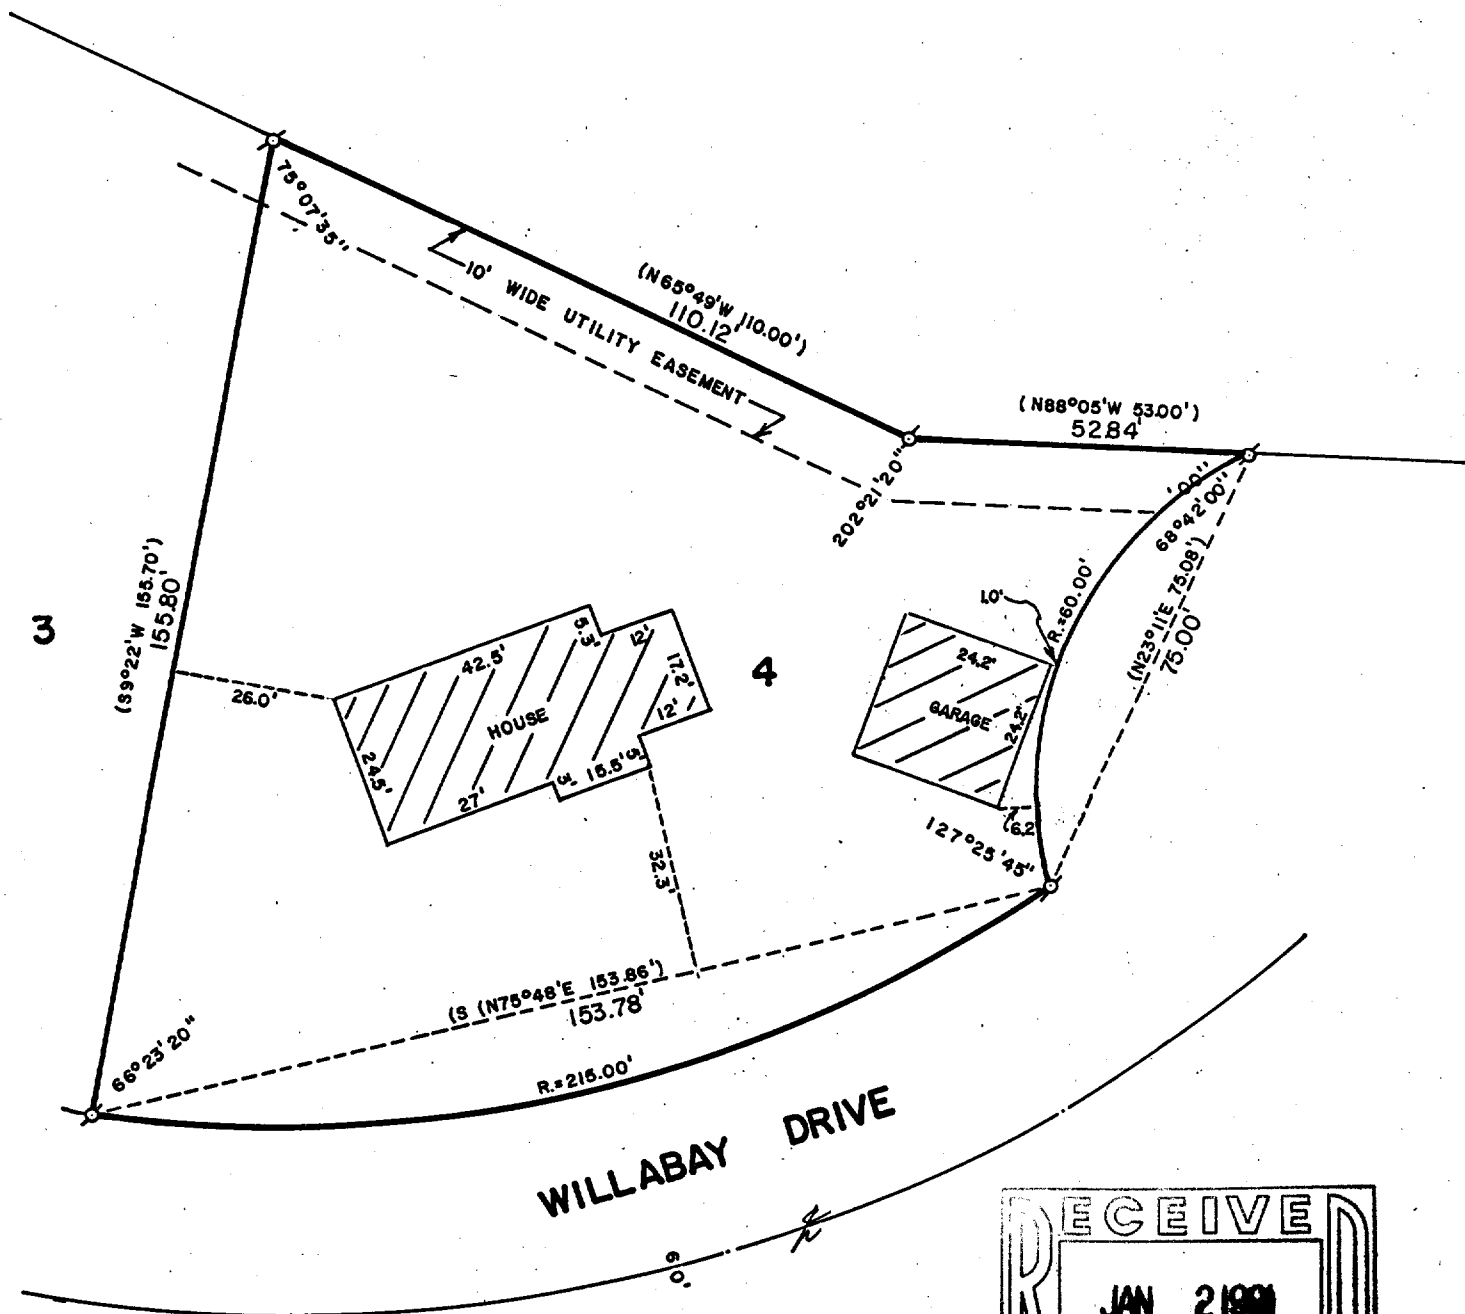 75°07'35"
10' WIDE UTILITY EASEMENT
(N65°49'W 110.00')
110.12'
(N88°05'W 53.00')
52.84'
202°21'20"
'00"
68°42'00"
(S9°22'W 155.70')
155.80'
3
26.0'
42.5'
5.3'
12'
17.2'
12'
HOUSE
24.5'
27'
3'
15.5'
5'
4
1.0'
R.=60.00'
(N23°11'E 75.08')
75.00'
24.2'
GARAGE
24.2'
6.2'
127°25'45"
32.3'
(S (N75°48'E 153.86')
153.78'
66°23'20"
R.=215.00'
WILLABAY DRIVE
60'
RECEIVED
JAN 2 1991